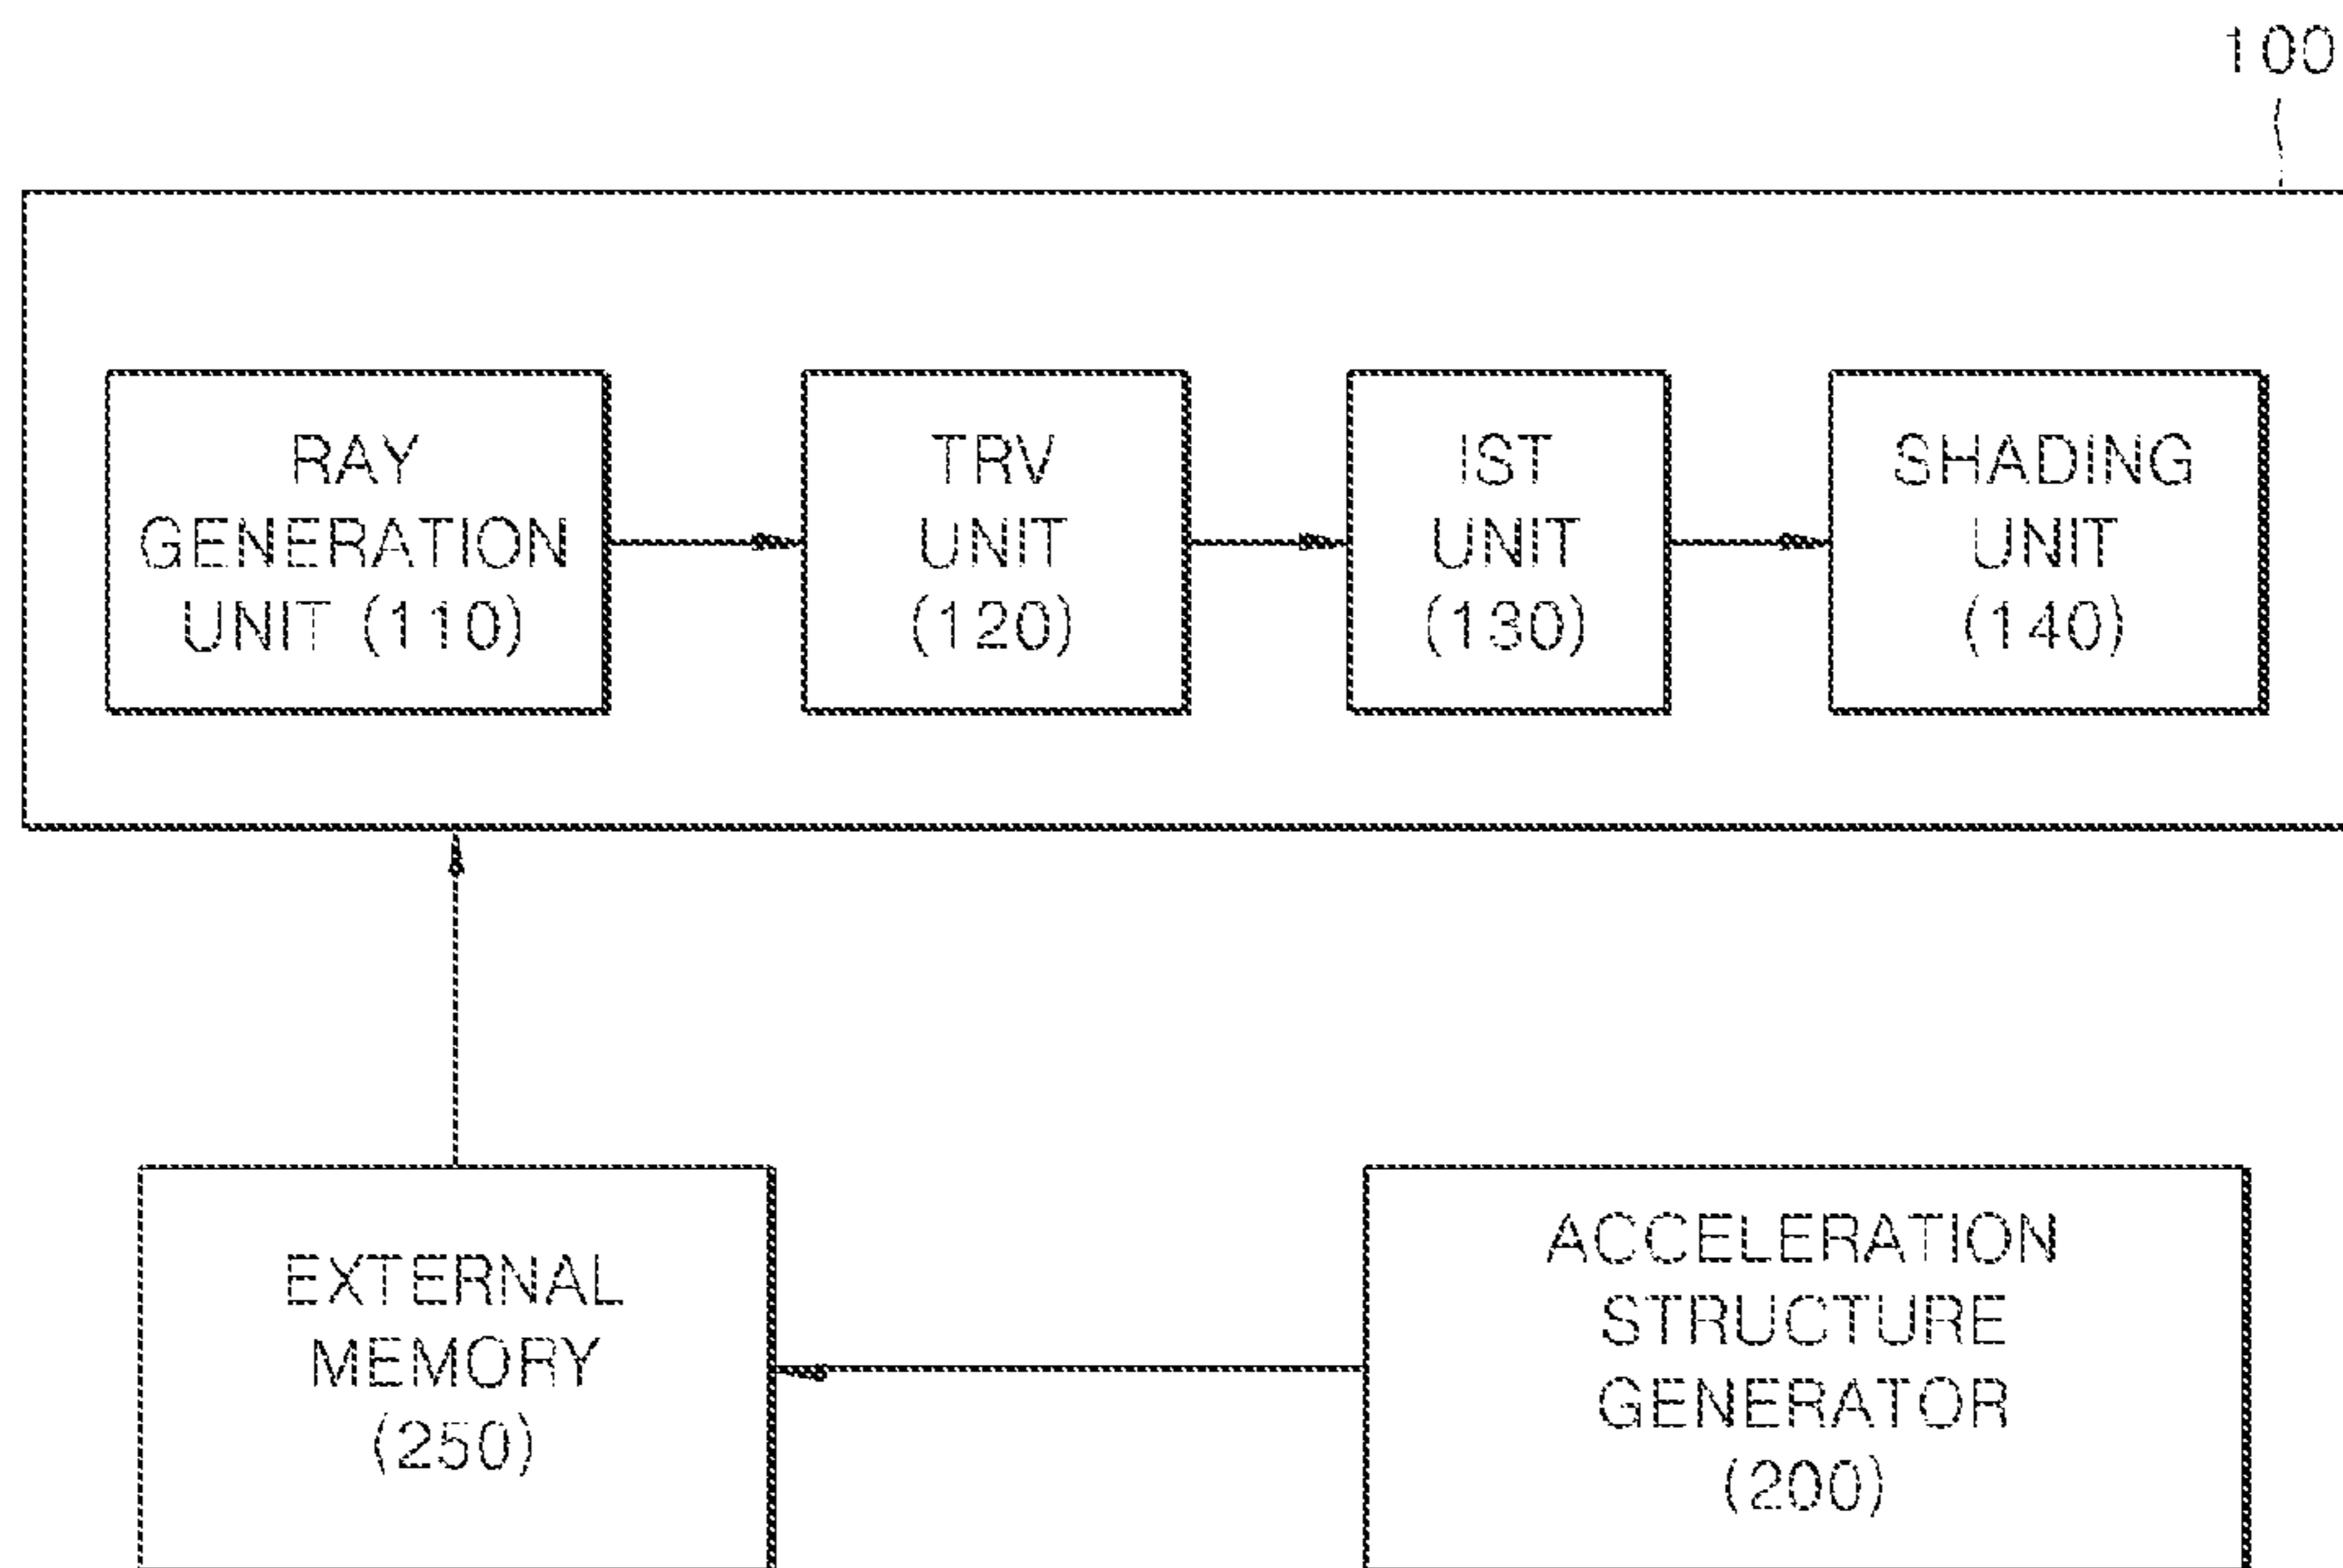 100
RAY
GENERATION
UNIT (110)
TRV
UNIT
(120)
IST
UNIT
(130)
SHADING
UNIT
(140)
EXTERNAL
MEMORY
(250)
ACCELERATION
STRUCTURE
GENERATOR
(200)